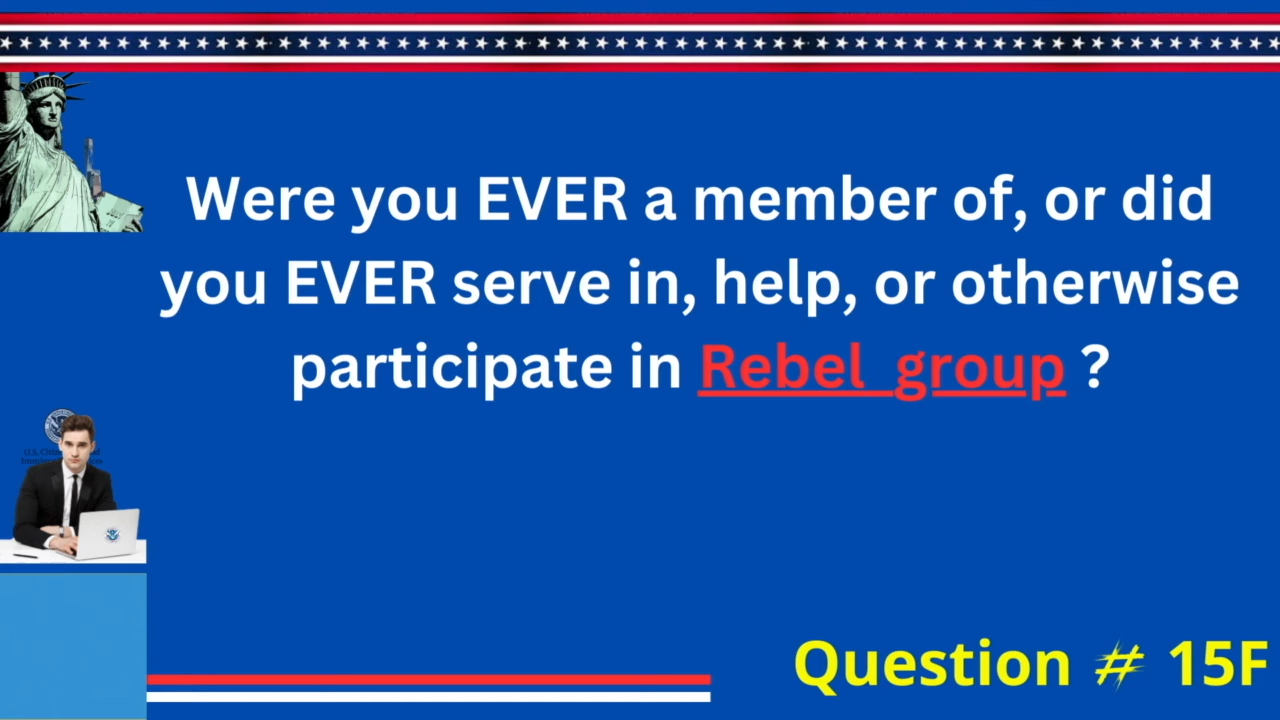 Were you EVER a member of, or did
you EVER serve in, help, or otherwise
participate in Rebel group ?
Question # 15F